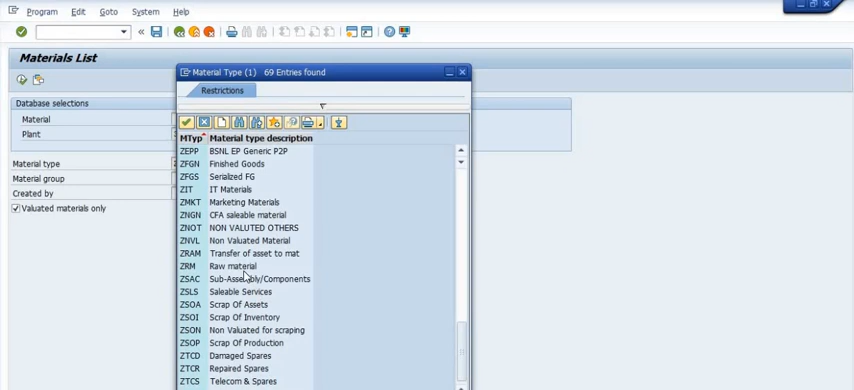 Program Edit Goto System Help
Materials List
Material Type (1) 69 Entries found
Restrictions
Database selections
Material
Plant
Material type
Material group
Created by
Valuated materials only
MTyp Material type description
ZEPP BSNL EP Generic P2P
ZFGN Finished Goods
ZFGS Serialized FG
ZIT IT Materials
ZMKT Marketing Materials
ZNGN CFA saleable material
ZNOT NON VALUTED OTHERS
ZNVL Non Valuated Material
ZRAM Transfer of asset to mat
ZRM Raw material
ZSAC Sub-Assembly/Components
ZSLS Saleable Services
ZSOA Scrap Of Assets
ZSOI Scrap Of Inventory
ZSON Non Valuated for scraping
ZSOP Scrap Of Production
ZTCD Damaged Spares
ZTCR Repaired Spares
ZTCS Telecom & Spares